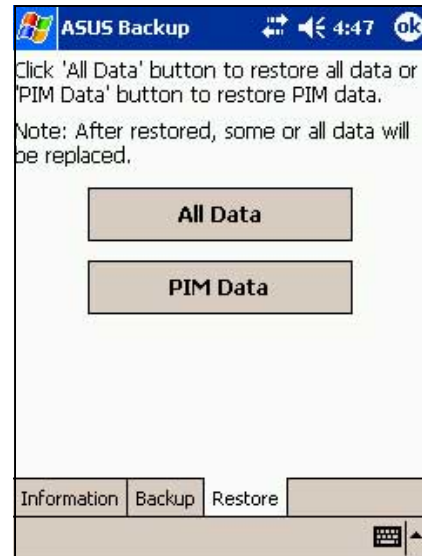 ASUS Backup 4:47 ok
Click 'All Data' button to restore all data or
'PIM Data' button to restore PIM data.
Note: After restored, some or all data will
be replaced.
All Data
PIM Data
Information Backup Restore